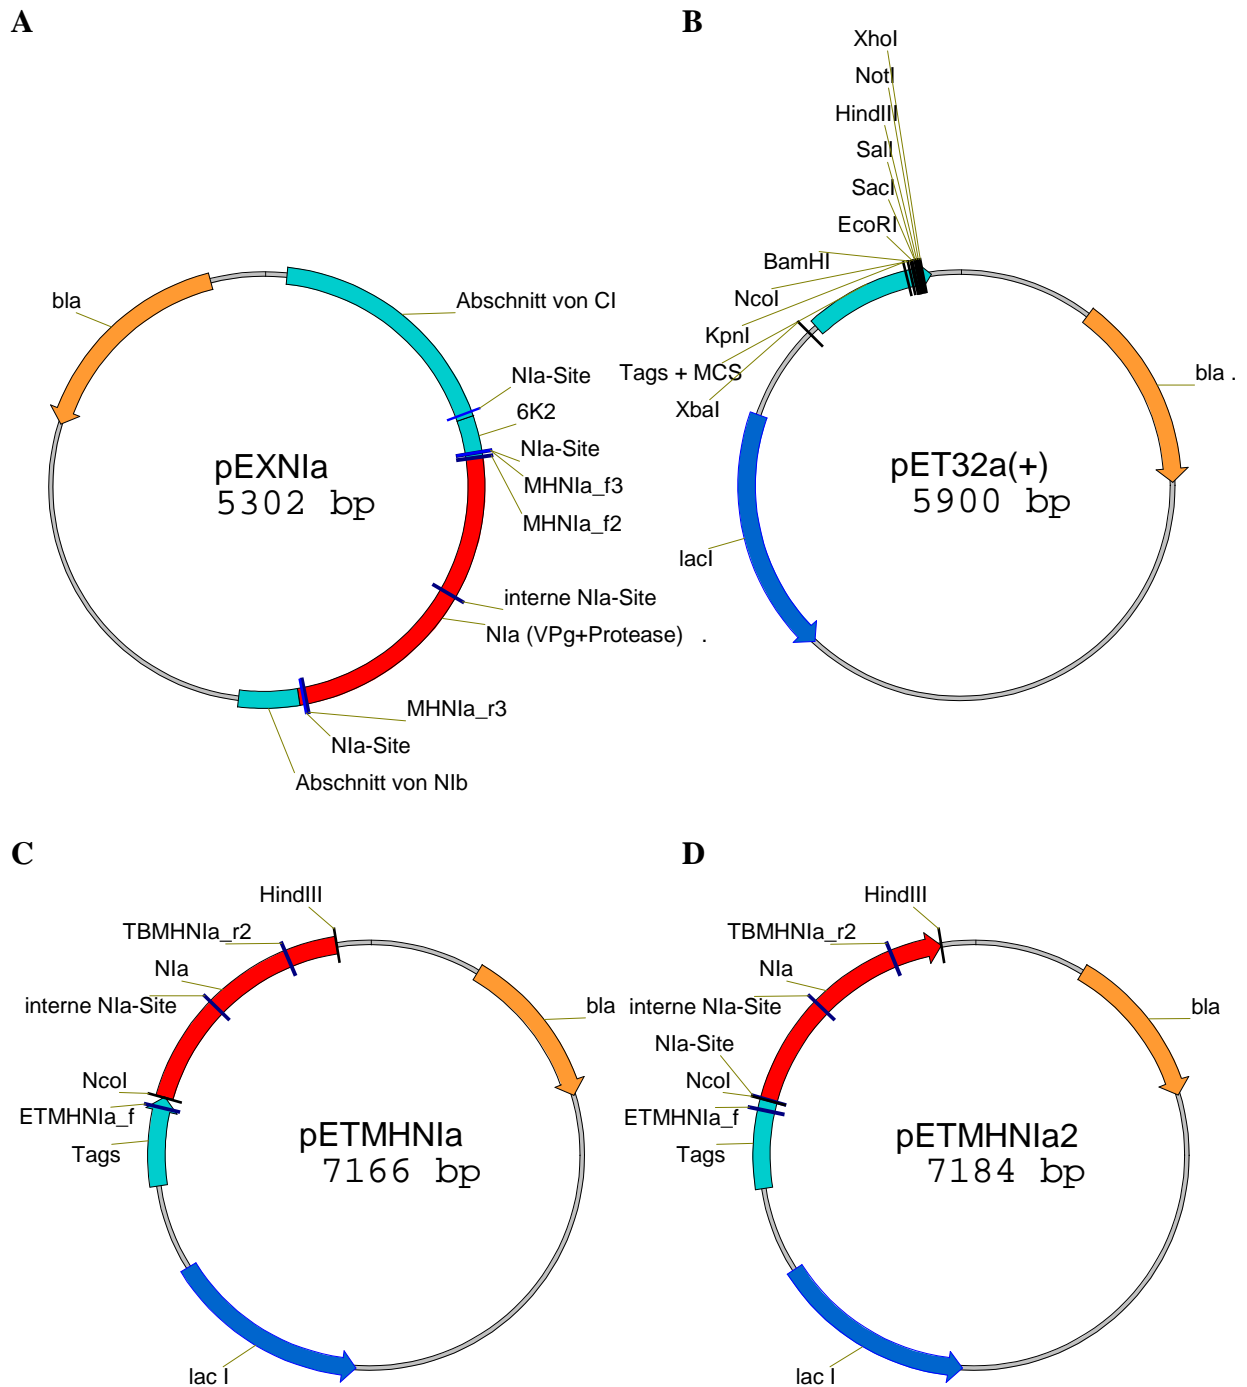 A
bla
Abschnitt von CI
NIa-Site
6K2
NIa-Site
MHNIa_f3
MHNIa_f2
pEXNIa
5302 bp
interne NIa-Site
NIa (VPg+Protease) .
MHNIa_r3
NIa-Site
Abschnitt von NIb
B
XhoI
NotI
HindIII
SalI
SacI
EcoRI
BamHI
NcoI
KpnI
Tags + MCS
XbaI
bla .
pET32a(+)
5900 bp
lacI
C
HindIII
TBMHNIa_r2
NIa
interne NIa-Site
NcoI
ETMHNIa_f
Tags
bla
pETMHNIa
7166 bp
lac I
D
HindIII
TBMHNIa_r2
NIa
interne NIa-Site
NIa-Site
NcoI
ETMHNIa_f
Tags
bla
pETMHNIa2
7184 bp
lac I